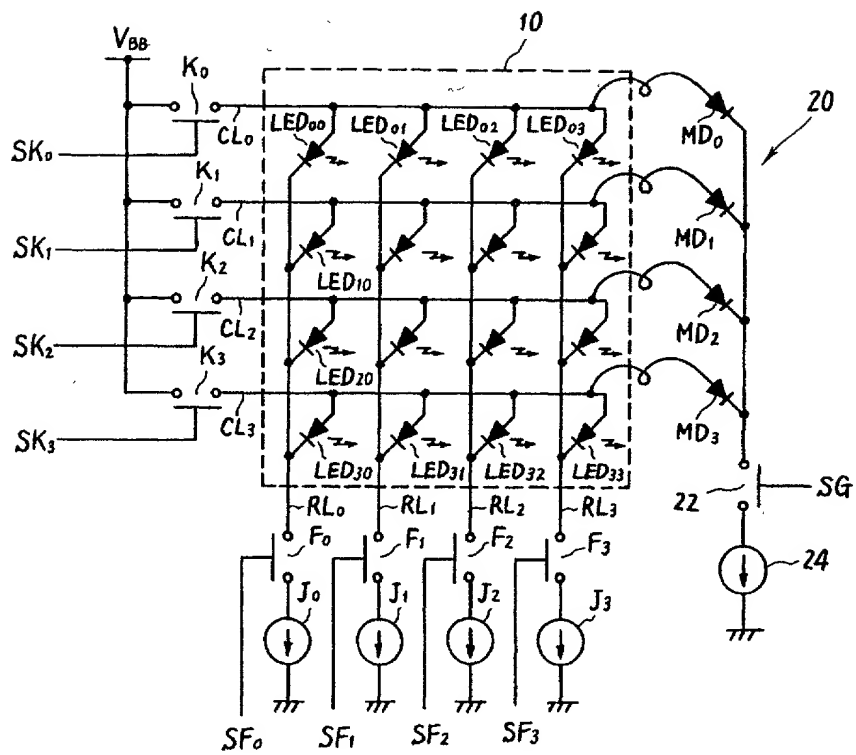 10
V_BB
K₀
CL₀
LED₀₀
LED₀₁
LED₀₂
LED₀₃
MD₀
20
SK₀
K₁
CL₁
LED₁₀
MD₁
SK₁
K₂
CL₂
LED₂₀
MD₂
SK₂
K₃
CL₃
LED₃₀
LED₃₁
LED₃₂
LED₃₃
MD₃
SK₃
RL₀
RL₁
RL₂
RL₃
22
SG
F₀
F₁
F₂
F₃
24
J₀
J₁
J₂
J₃
SF₀
SF₁
SF₂
SF₃